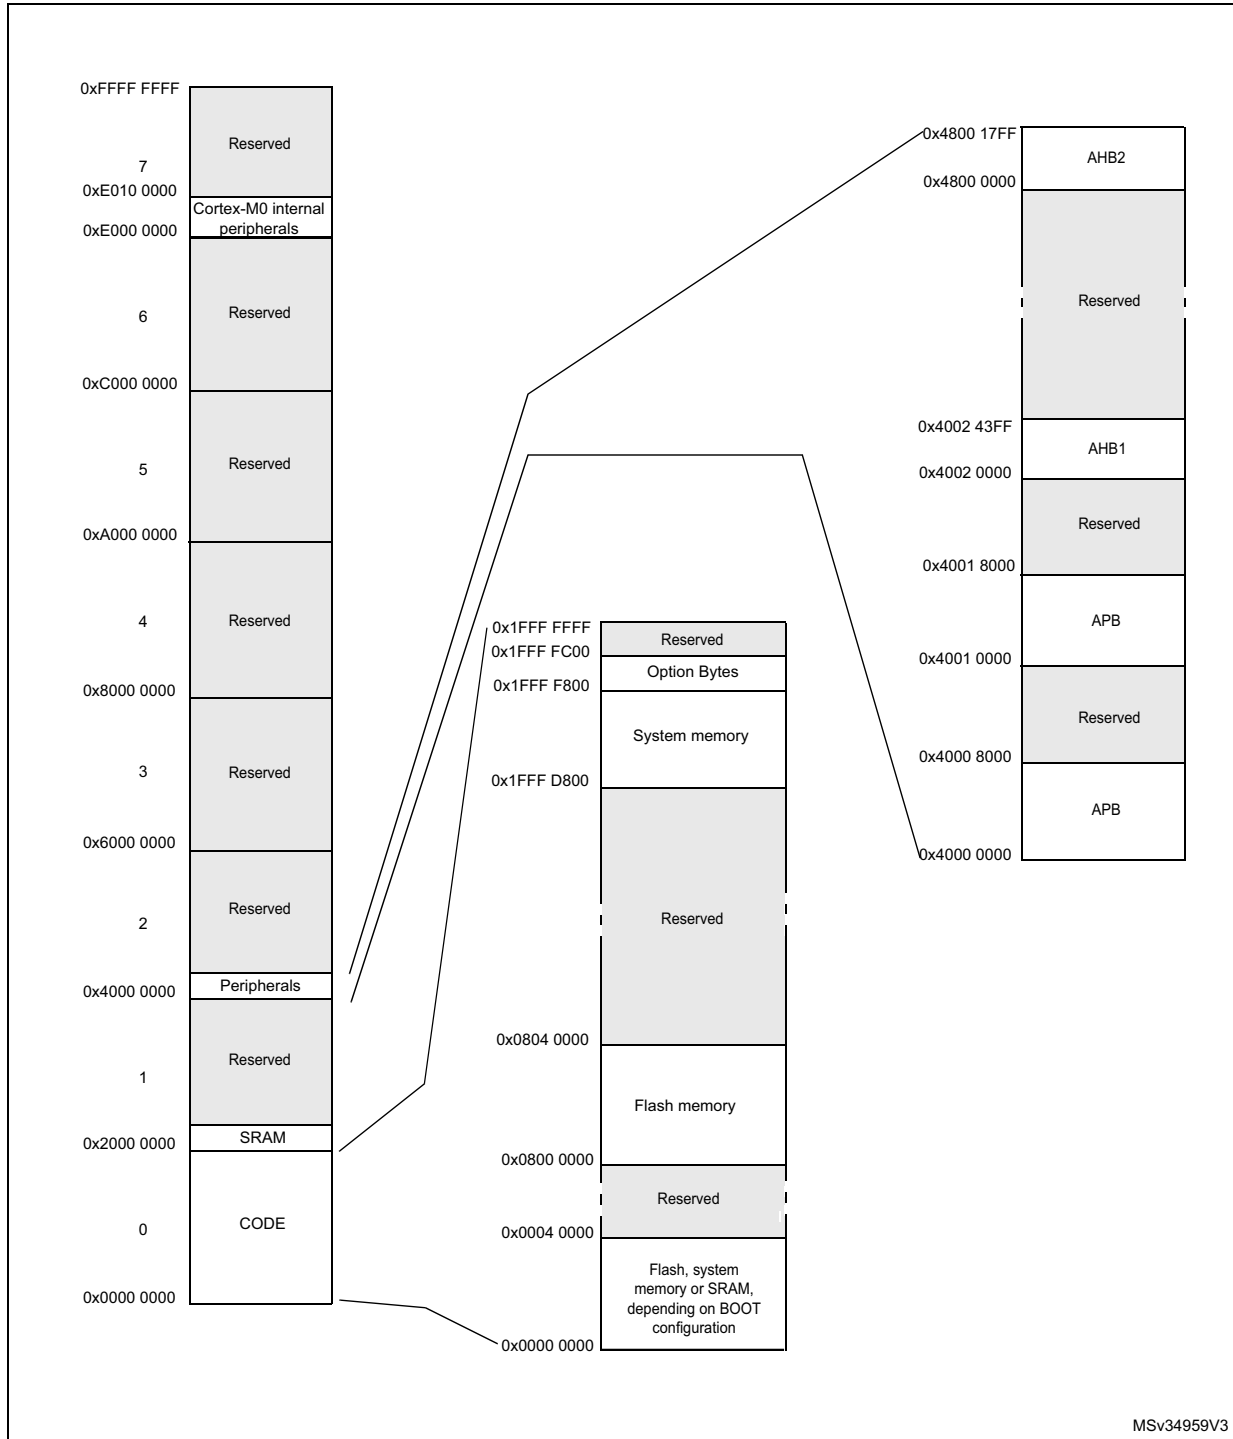 0xFFFF FFFF
Reserved
7
0xE010 0000
Cortex-M0 internal
peripherals
0xE000 0000
Reserved
6
0xC000 0000
Reserved
5
0xA000 0000
Reserved
4
0x8000 0000
Reserved
3
0x6000 0000
Reserved
2
Peripherals
0x4000 0000
Reserved
1
SRAM
0x2000 0000
CODE
0
0x0000 0000
0x1FFF FFFF
Reserved
0x1FFF FC00
Option Bytes
0x1FFF F800
System memory
0x1FFF D800
Reserved
0x0804 0000
Flash memory
0x0800 0000
Reserved
0x0004 0000
Flash, system
memory or SRAM,
depending on BOOT
configuration
0x0000 0000
0x4800 17FF
AHB2
0x4800 0000
Reserved
0x4002 43FF
AHB1
0x4002 0000
Reserved
0x4001 8000
APB
0x4001 0000
Reserved
0x4000 8000
APB
0x4000 0000
MSv34959V3